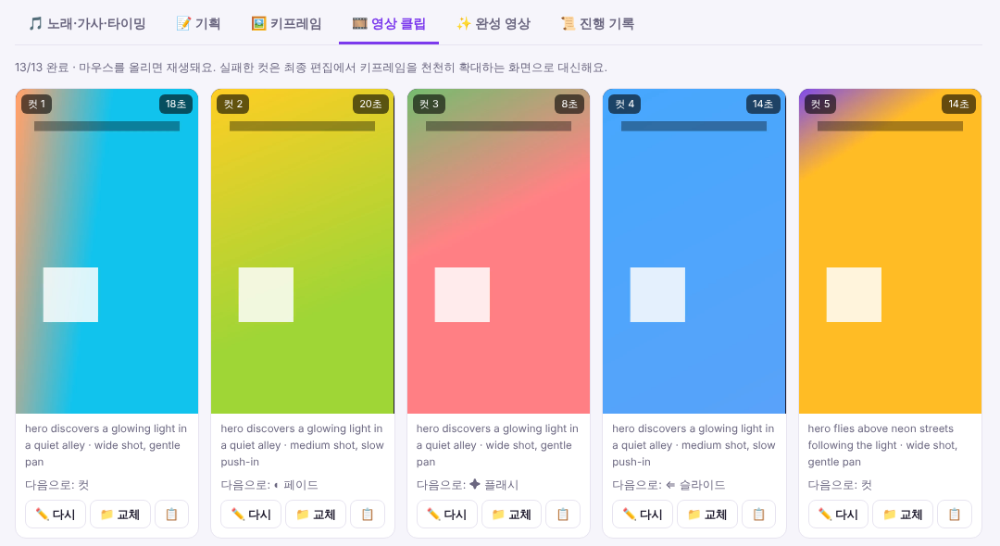 🎵 노래·가사·타이밍 📝 기획 🖼️ 키프레임 🎞️ 영상 클립 ✨ 완성 영상 📜 진행 기록
13/13 완료 · 마우스를 올리면 재생돼요. 실패한 컷은 최종 편집에서 키프레임을 천천히 확대하는 화면으로 대신해요.
컷 1 18초
hero discovers a glowing light in
a quiet alley · wide shot, gentle
pan
다음으로: 컷
✏️ 다시 📁 교체 📋
컷 2 20초
hero discovers a glowing light in
a quiet alley · medium shot, slow
push-in
다음으로: ◖ 페이드
✏️ 다시 📁 교체 📋
컷 3 8초
hero discovers a glowing light in
a quiet alley · wide shot, gentle
pan
다음으로: ✦ 플래시
✏️ 다시 📁 교체 📋
컷 4 14초
hero discovers a glowing light in
a quiet alley · medium shot, slow
push-in
다음으로: ⇐ 슬라이드
✏️ 다시 📁 교체 📋
컷 5 14초
hero flies above neon streets
following the light · wide shot,
gentle pan
다음으로: 컷
✏️ 다시 📁 교체 📋